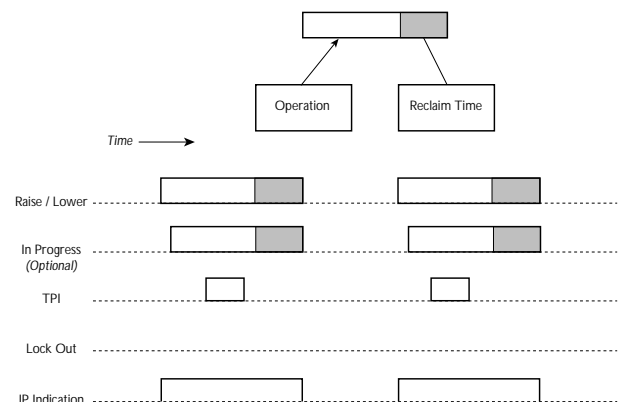 Operation
Reclaim Time
Time
Raise / Lower
In Progress
(Optional)
TPI
Lock Out
IP Indication